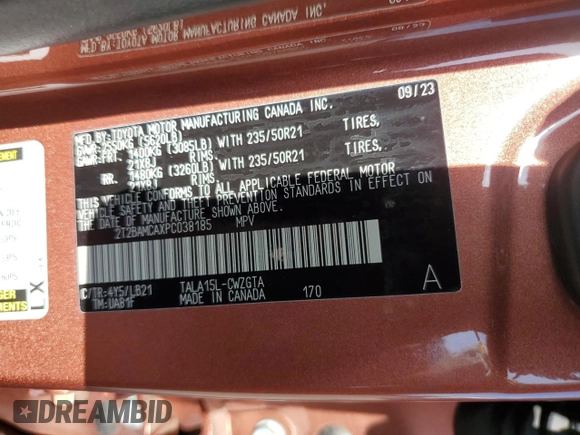 MFD.BY:TOYOTA MOTOR MANUFACTURING CANADA INC. 09/23
GVWR:2550KG (5620LB)
GAWR:FRT. 1400KG (3085LB) WITH 235/50R21 TIRES,
21X8J RIMS
RR. 1480KG (3260LB) WITH 235/50R21 TIRES,
21X8J RIMS
THIS VEHICLE CONFORMS TO ALL APPLICABLE FEDERAL MOTOR
VEHICLE SAFETY AND THEFT PREVENTION STANDARDS IN EFFECT ON
THE DATE OF MANUFACTURE SHOWN ABOVE.
2T2BAMCAXPC038185 MPV
C/TR:4Y5/LB21 TALA15L-CWZGTA A
TM:UAB1F MADE IN CANADA 170
LX
DREAMBID